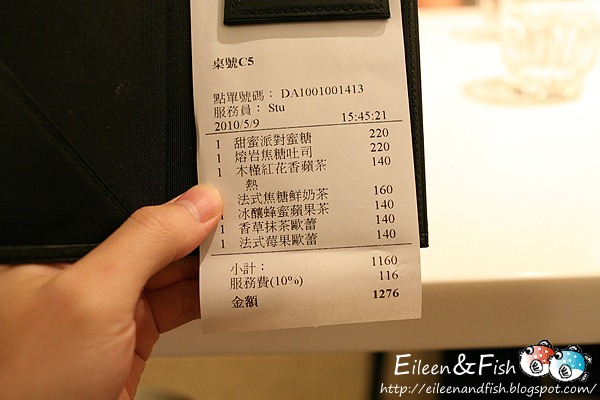 桌號C5
點單號碼： DA1001001413
服務員： Stu
2010/5/9 15:45:21
1 甜蜜派對蜜糖 220
1 熔岩焦糖吐司 220
1 木槿紅花香蘋茶 140
熱
法式焦糖鮮奶茶 160
冰釀蜂蜜蘋果茶 140
1 香草抹茶歐蕾 140
1 法式莓果歐蕾 140
小計： 1160
服務費(10%) 116
金額 1276
Eileen&Fish
http://eileenandfish.blogspot.com/